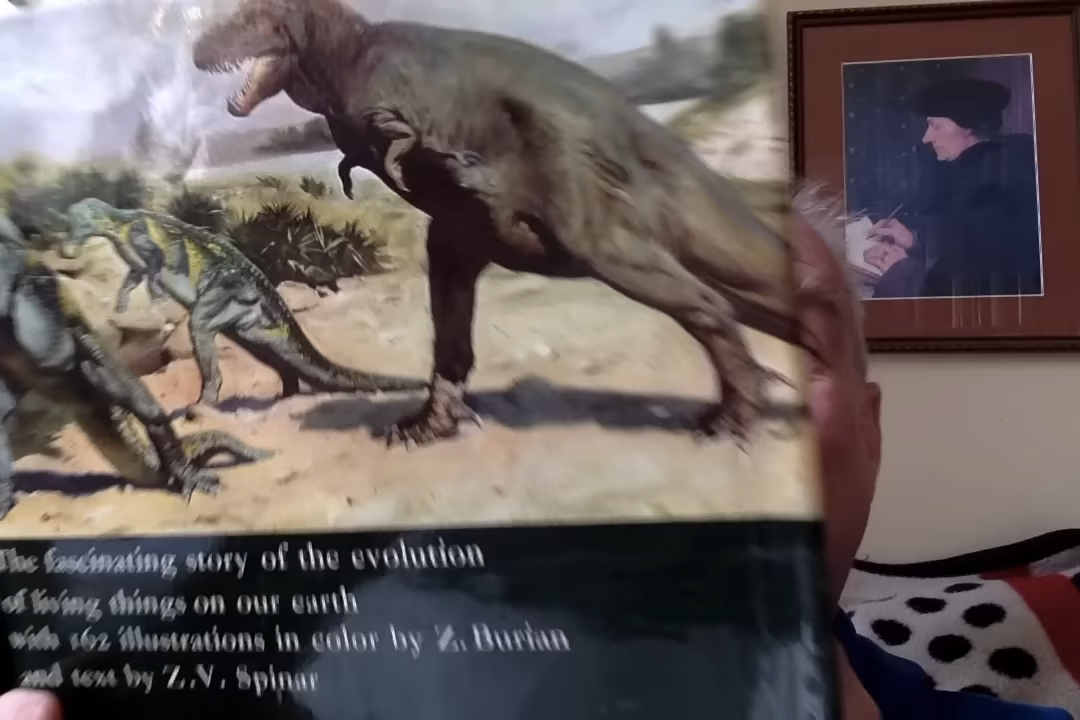 The fascinating story of the evolution
of living things on our earth
with 162 illustrations in color by Z. Burian
and text by Z.V. Spinar